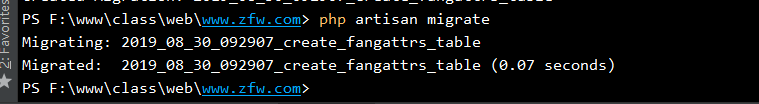 PS F:\www\class\web\www.zfw.com> php artisan migrate
Migrating: 2019_08_30_092907_create_fangattrs_table
Migrated:  2019_08_30_092907_create_fangattrs_table (0.07 seconds)
PS F:\www\class\web\www.zfw.com>
2: Favorites